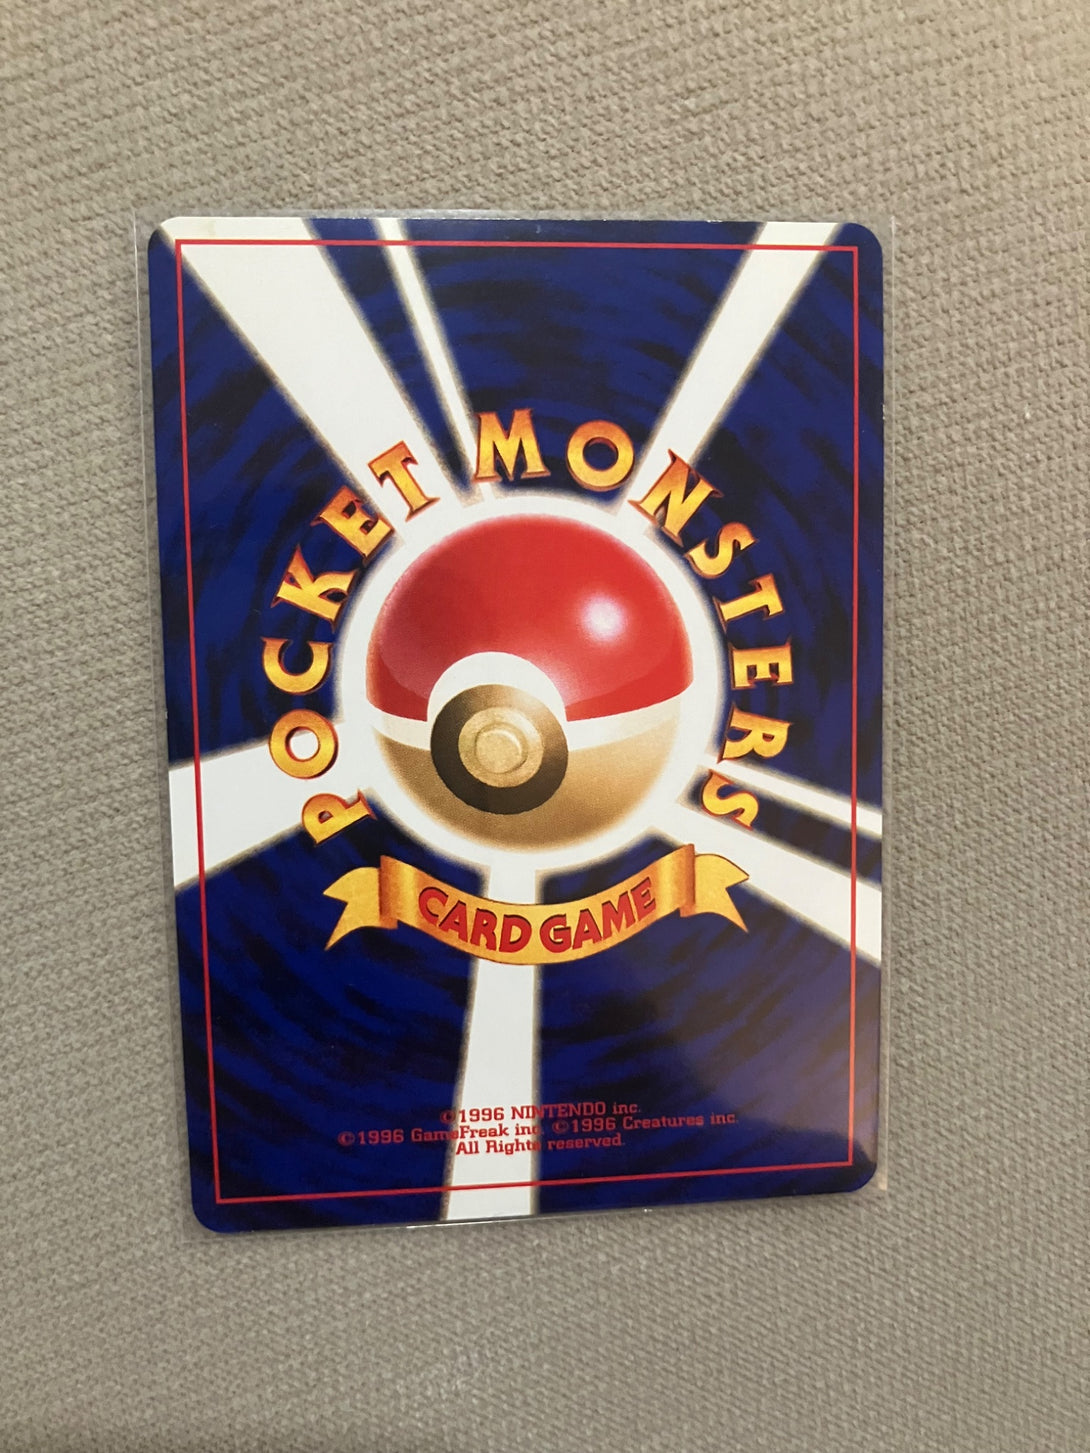 POCKET MONSTERS
CARD GAME
©1996 NINTENDO inc.
©1996 GameFreak inc. ©1996 Creatures inc.
All Rights reserved.